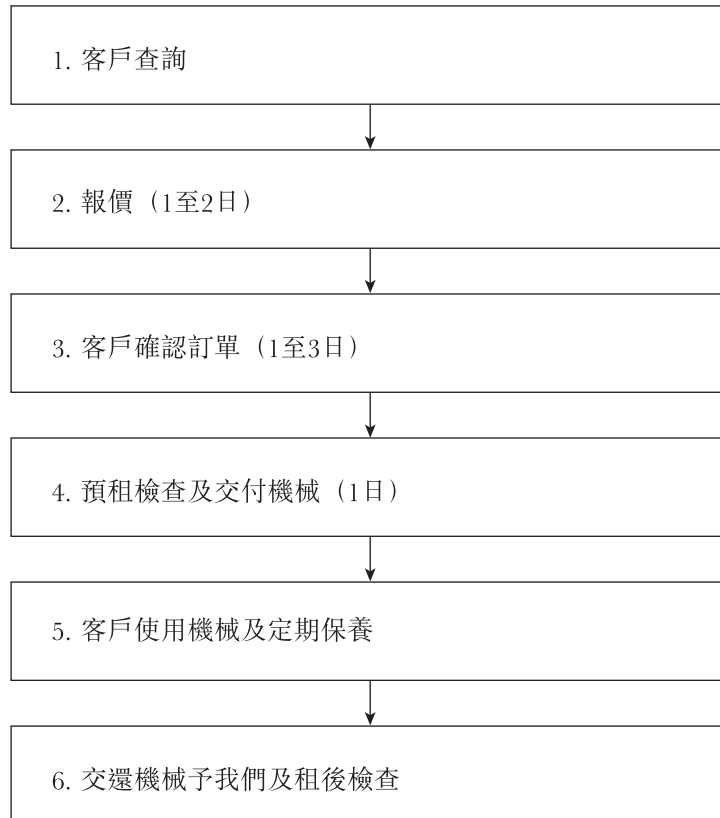 1. 客戶查詢
2. 報價（1至2日）
3. 客戶確認訂單（1至3日）
4. 預租檢查及交付機械（1日）
5. 客戶使用機械及定期保養
6. 交還機械予我們及租後檢查